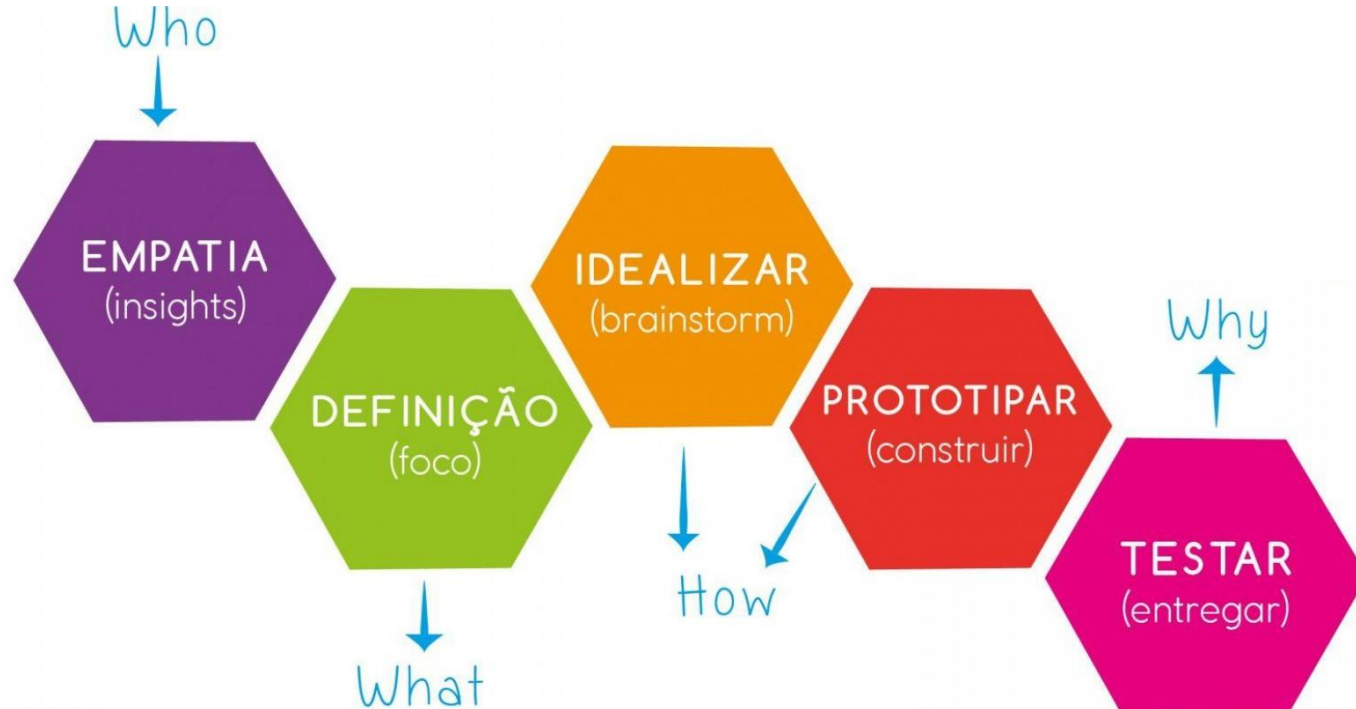 Who
EMPATIA
(insights)
DEFINIÇÃO
(foco)
What
IDEALIZAR
(brainstorm)
How
PROTOTIPAR
(construir)
Why
TESTAR
(entregar)